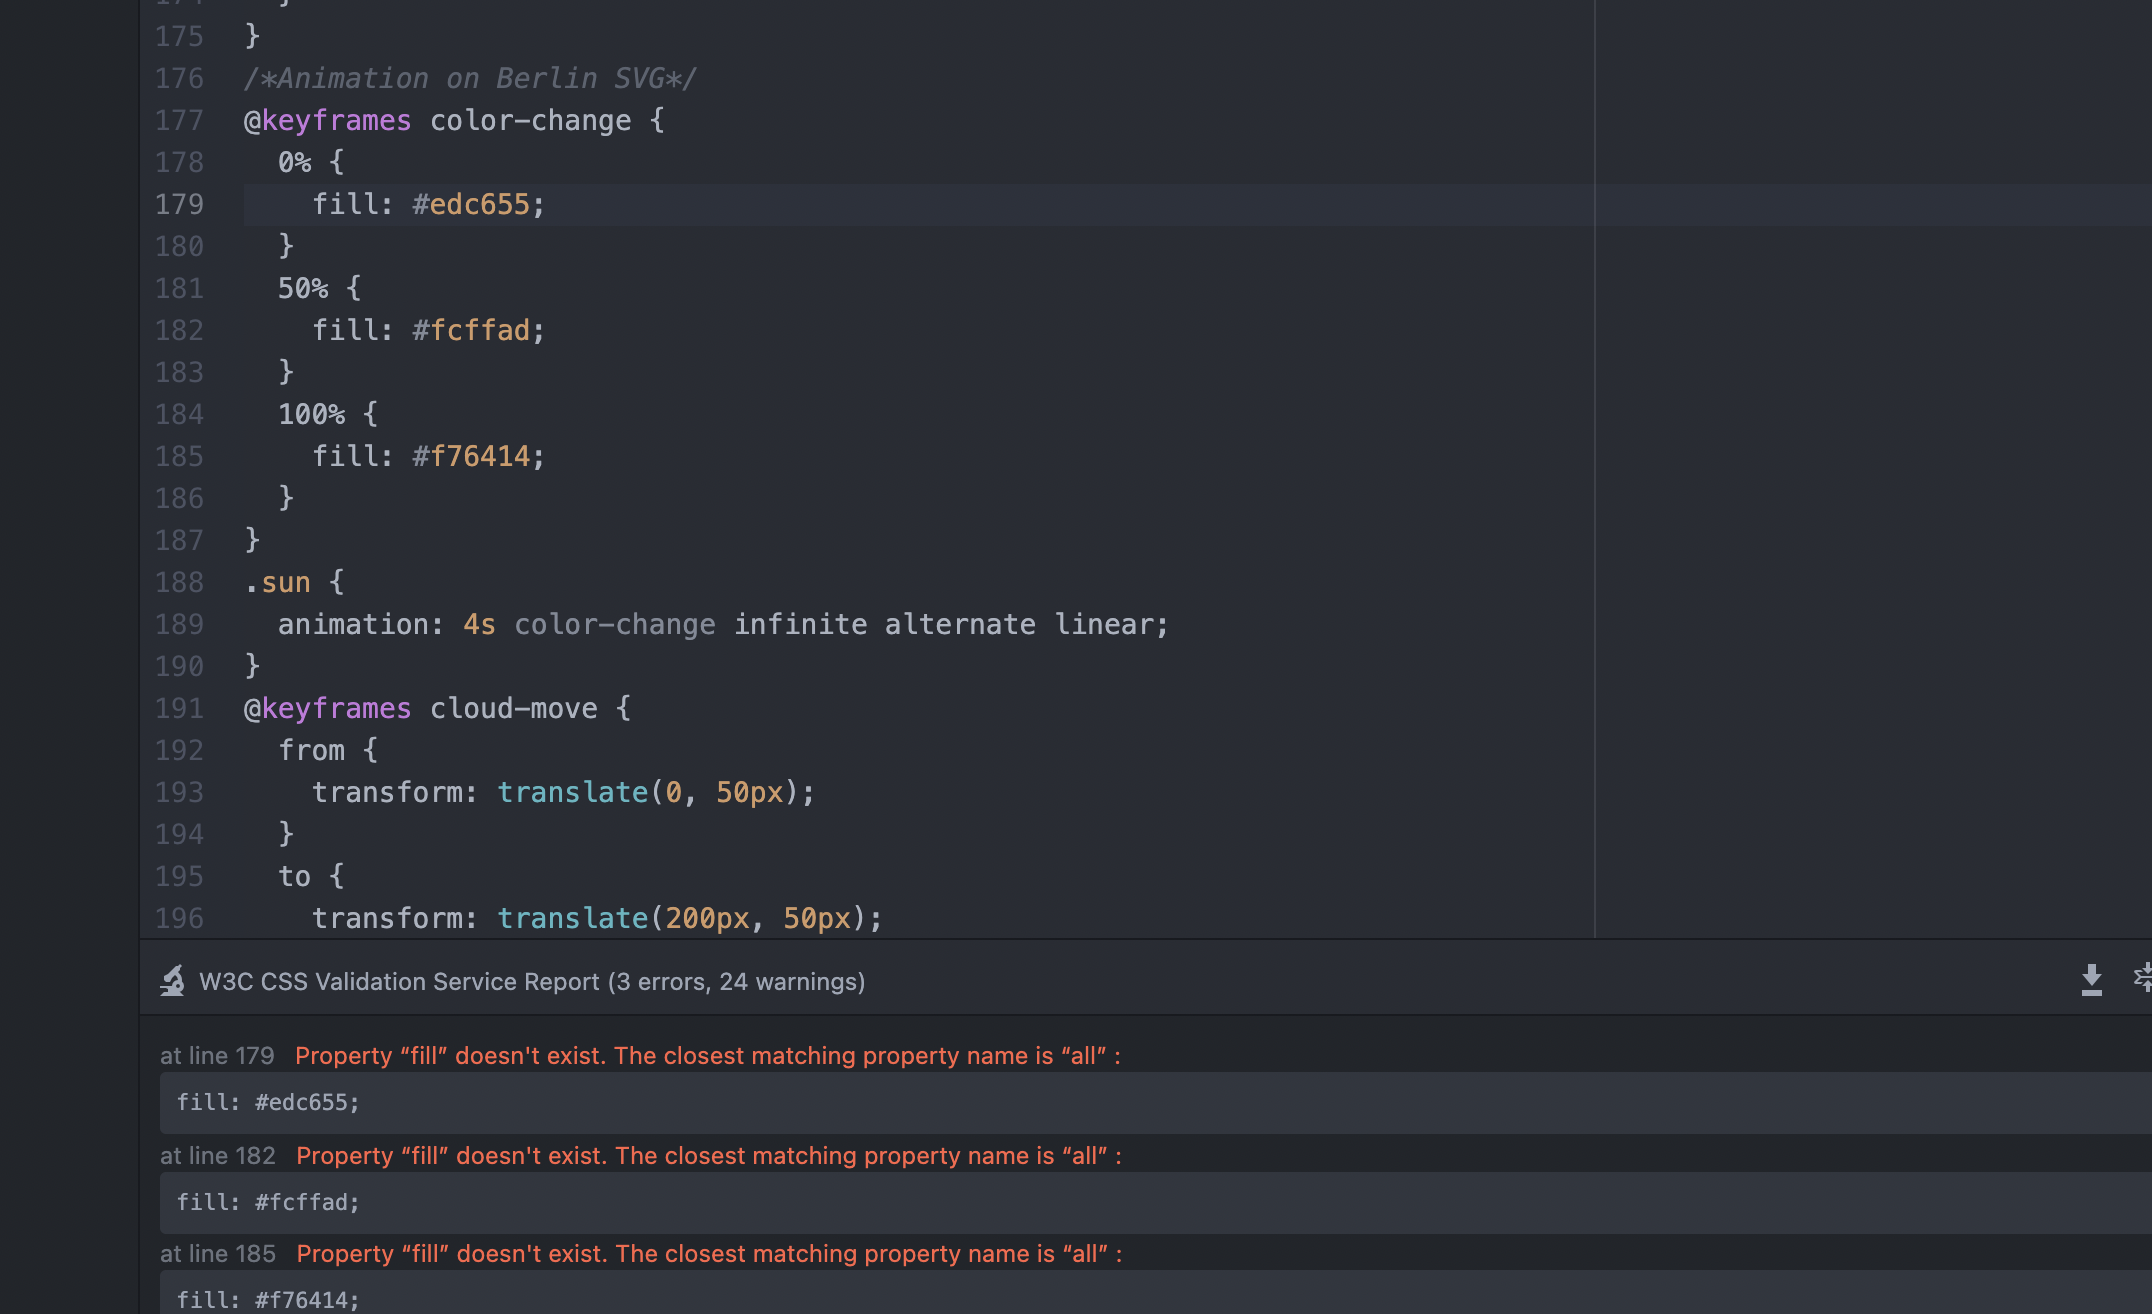 175 }
176 /*Animation on Berlin SVG*/
177 @keyframes color-change {
178 0% {
179 fill: #edc655;
180 }
181 50% {
182 fill: #fcffad;
183 }
184 100% {
185 fill: #f76414;
186 }
187 }
188 .sun {
189 animation: 4s color-change infinite alternate linear;
190 }
191 @keyframes cloud-move {
192 from {
193 transform: translate(0, 50px);
194 }
195 to {
196 transform: translate(200px, 50px);
W3C CSS Validation Service Report (3 errors, 24 warnings)
at line 179 Property “fill” doesn't exist. The closest matching property name is “all” :
fill: #edc655;
at line 182 Property “fill” doesn't exist. The closest matching property name is “all” :
fill: #fcffad;
at line 185 Property “fill” doesn't exist. The closest matching property name is “all” :
fill: #f76414;